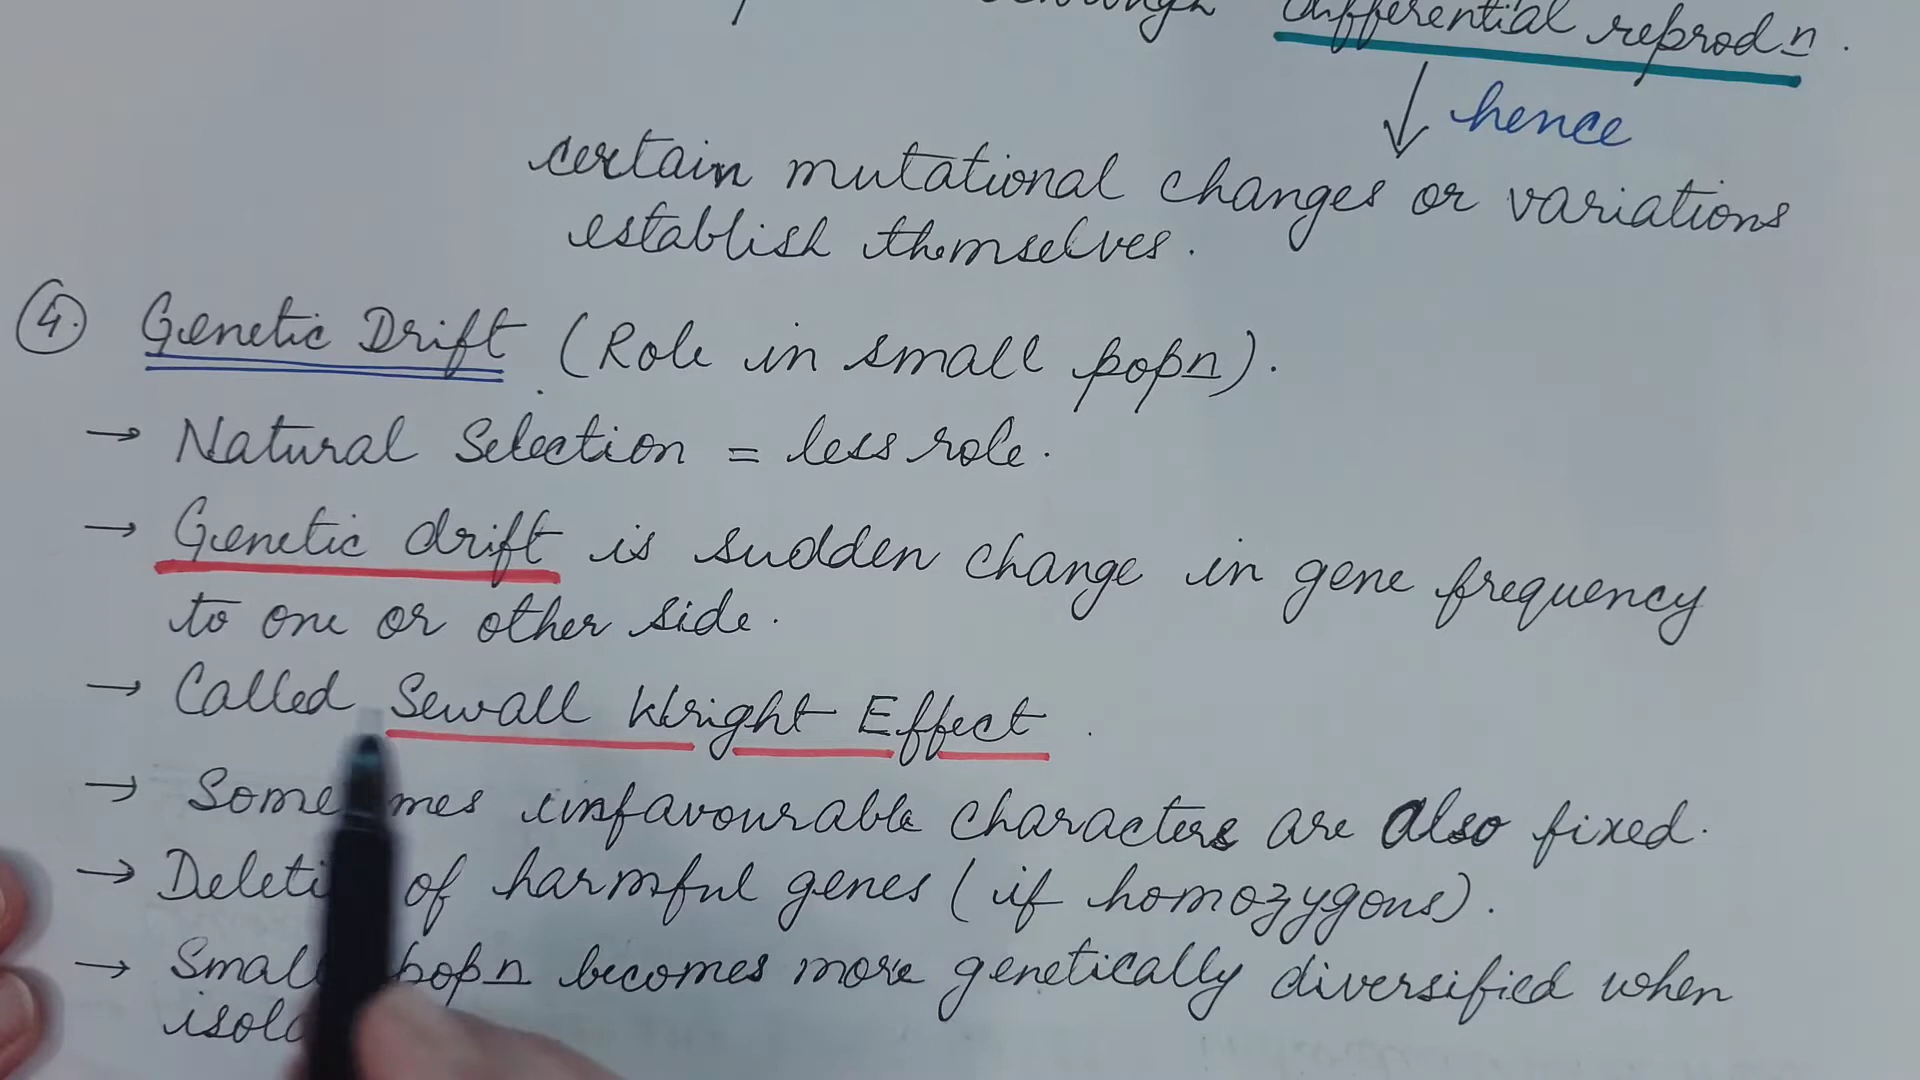 through differential reprodn.
hence
certain mutational changes or variations
establish themselves.
4. Genetic Drift (Role in small popn).
→ Natural Selection = less role.
→ Genetic drift is sudden change in gene frequency
to one or other side.
→ Called Sewall Wright Effect.
→ Some mes unfavourable characters are also fixed.
→ Deleti of harmful genes (if homozygous).
→ Small popn becomes more genetically diversified when
isol